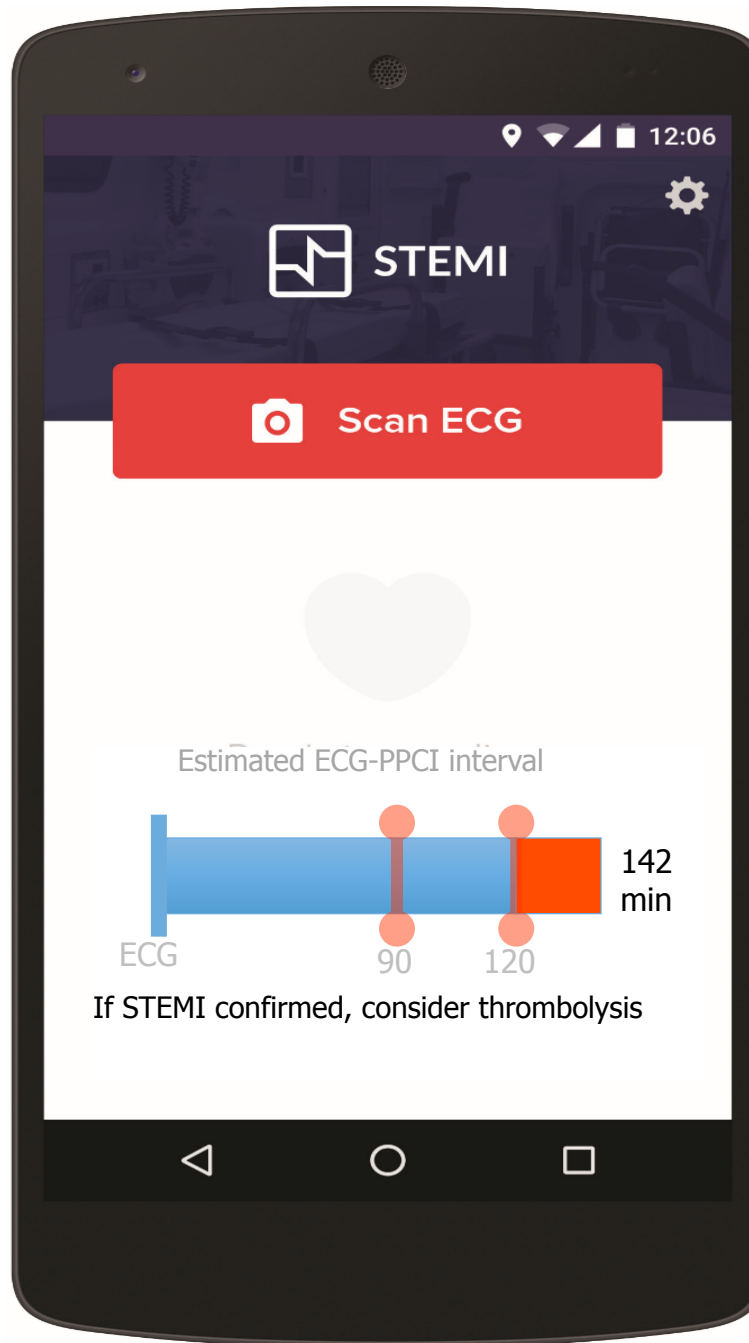 12:06
STEMI
Scan ECG
Estimated ECG-PPCI interval
142
min
ECG
90
120
If STEMI confirmed, consider thrombolysis